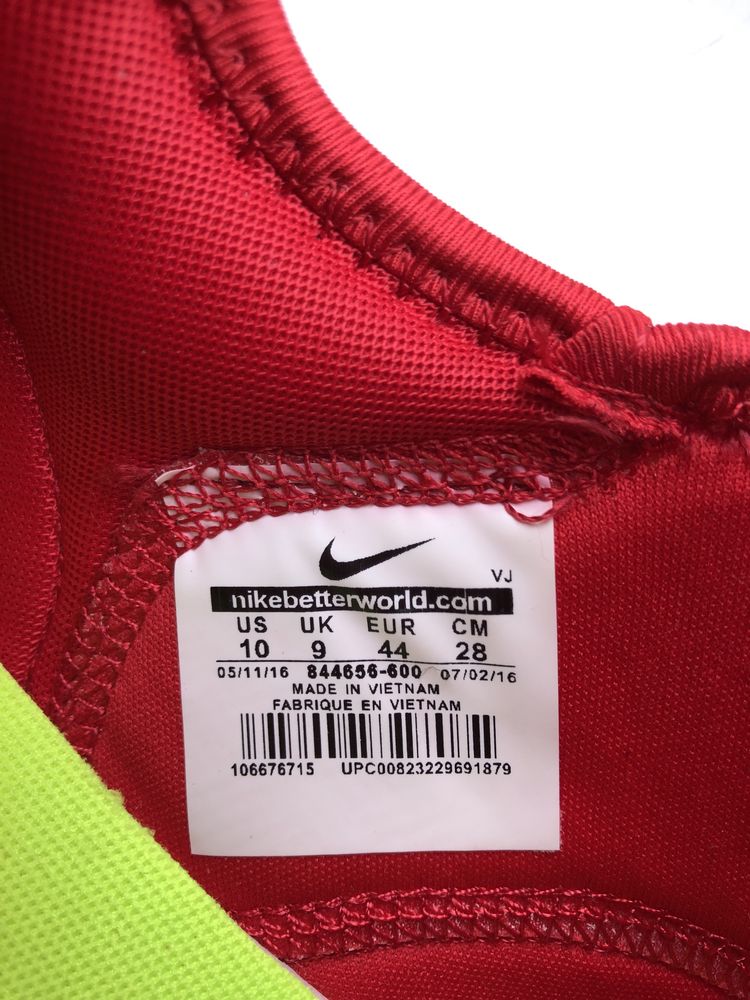 VJ
nikebetterworld.com
US UK EUR CM
10 9 44 28
05/11/16 844656-600 07/02/16
MADE IN VIETNAM
FABRIQUE EN VIETNAM
106676715 UPC00823229691879